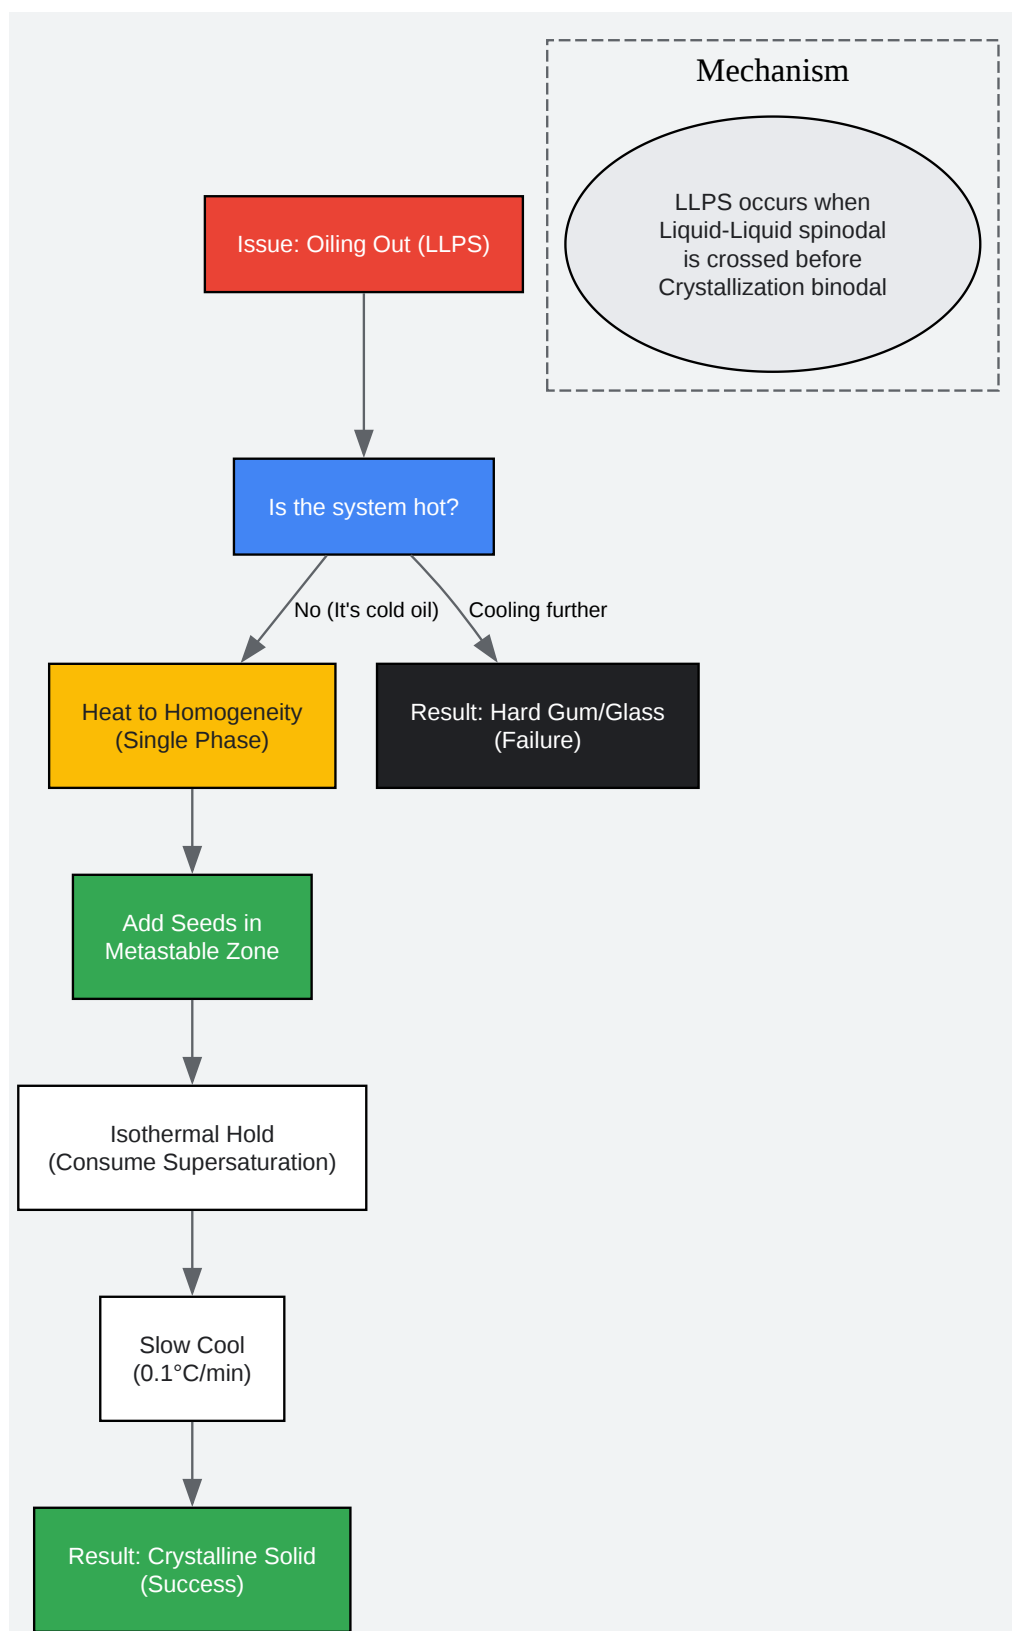 Mechanism
LLPS occurs when
Liquid-Liquid spinodal
is crossed before
Crystallization binodal
Issue: Oiling Out (LLPS)
Is the system hot?
No (It's cold oil)
Cooling further
Heat to Homogeneity
(Single Phase)
Result: Hard Gum/Glass
(Failure)
Add Seeds in
Metastable Zone
Isothermal Hold
(Consume Supersaturation)
Slow Cool
(0.1°C/min)
Result: Crystalline Solid
(Success)